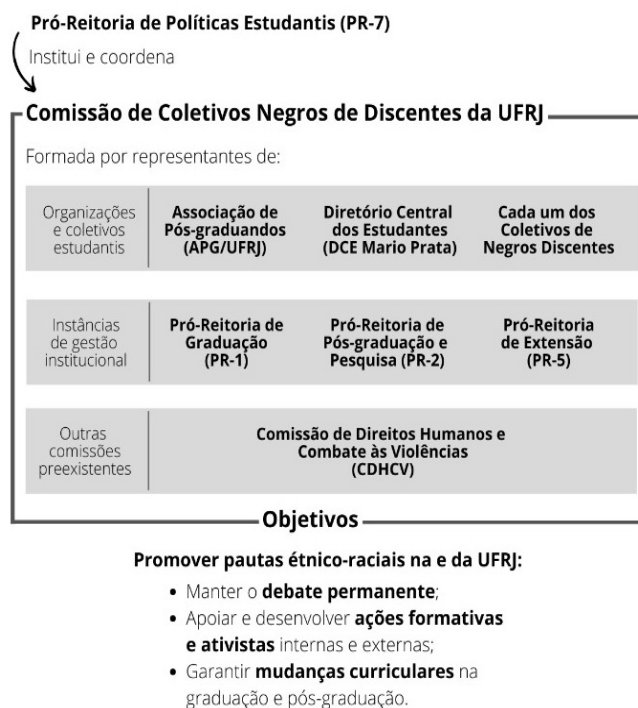 Pró-Reitoria de Políticas Estudantis (PR-7)
Institui e coordena
Comissão de Coletivos Negros de Discentes da UFRJ
Formada por representantes de:
Organizações
e coletivos
estudantis
Associação de
Pós-graduandos
(APG/UFRJ)
Diretório Central
dos Estudantes
(DCE Mario Prata)
Cada um dos
Coletivos de
Negros Discentes
Instâncias
de gestão
institucional
Pró-Reitoria de
Graduação
(PR-1)
Pró-Reitoria de
Pós-graduação e
Pesquisa (PR-2)
Pró-Reitoria
de Extensão
(PR-5)
Outras
comissões
preexistentes
Comissão de Direitos Humanos e
Combate às Violências
(CDHCV)
Objetivos
Promover pautas étnico-raciais na e da UFRJ:
• Manter o debate permanente;
• Apoiar e desenvolver ações formativas
e ativistas internas e externas;
• Garantir mudanças curriculares na
graduação e pós-graduação.